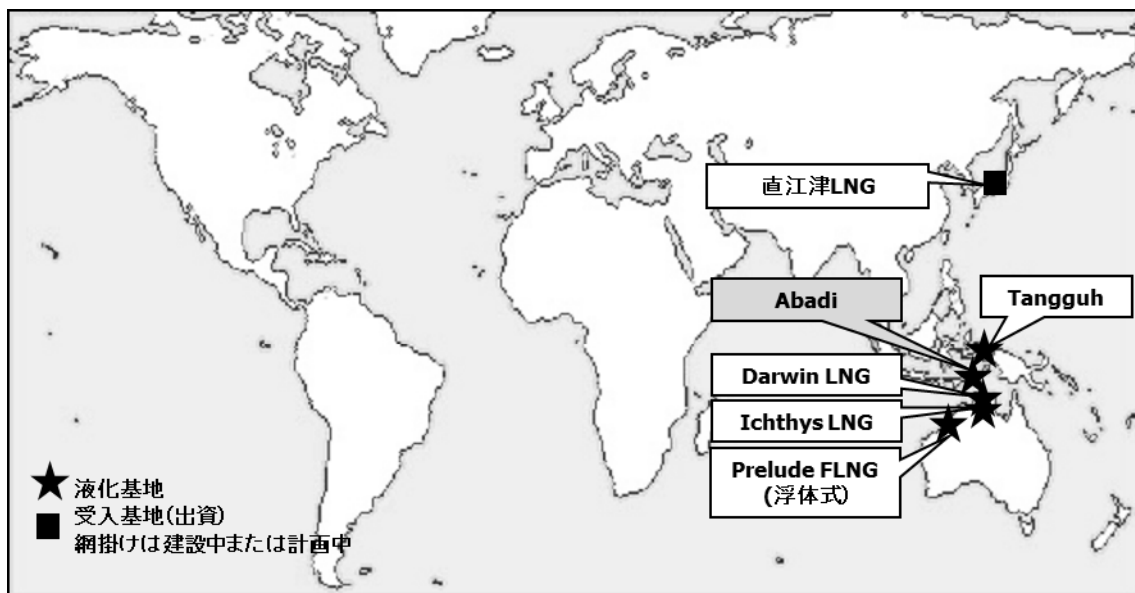 直江津LNG
Abadi
Tangguh
Darwin LNG
Ichthys LNG
Prelude FLNG
(浮体式)
液化基地
受入基地(出資)
網掛けは建設中または計画中